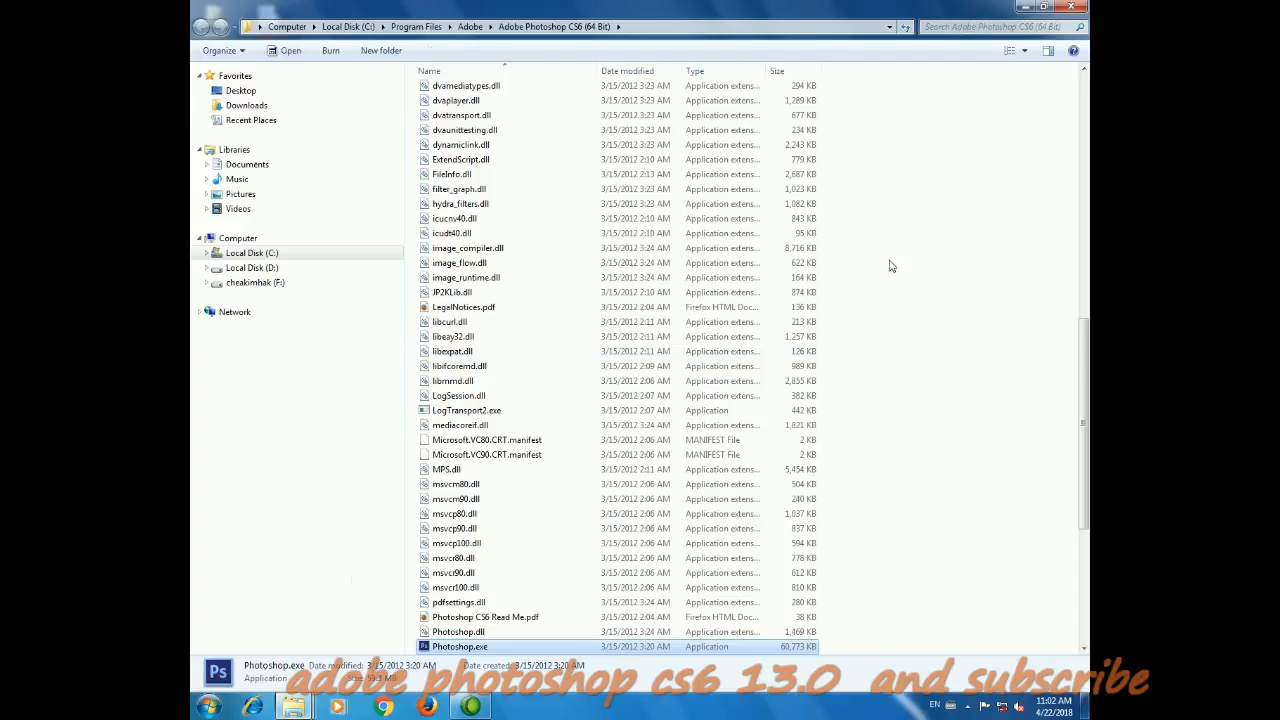 Computer ▸ Local Disk (C:) ▸ Program Files ▸ Adobe ▸ Adobe Photoshop CS6 (64 Bit) ▸ Search Adobe Photoshop CS6 (64 Bit)
Organize Open Burn New folder
Name Date modified Type Size
Favorites
Desktop
Downloads
Recent Places
Libraries
Documents
Music
Pictures
Videos
Computer
Local Disk (C:)
Local Disk (D:)
cheakimhak (F:)
Network
dvamediatypes.dll 3/15/2012 3:23 AM Application extens... 294 KB
dvaplayer.dll 3/15/2012 3:23 AM Application extens... 1,289 KB
dvatransport.dll 3/15/2012 3:23 AM Application extens... 677 KB
dvaunittesting.dll 3/15/2012 3:23 AM Application extens... 234 KB
dynamiclink.dll 3/15/2012 3:23 AM Application extens... 2,243 KB
ExtendScript.dll 3/15/2012 2:10 AM Application extens... 779 KB
FileInfo.dll 3/15/2012 2:13 AM Application extens... 2,687 KB
filter_graph.dll 3/15/2012 3:23 AM Application extens... 1,023 KB
hydra_filters.dll 3/15/2012 3:23 AM Application extens... 1,082 KB
icucnv40.dll 3/15/2012 2:10 AM Application extens... 843 KB
icudt40.dll 3/15/2012 2:10 AM Application extens... 95 KB
image_compiler.dll 3/15/2012 3:24 AM Application extens... 8,716 KB
image_flow.dll 3/15/2012 3:24 AM Application extens... 622 KB
image_runtime.dll 3/15/2012 3:24 AM Application extens... 164 KB
JP2KLib.dll 3/15/2012 2:10 AM Application extens... 874 KB
LegalNotices.pdf 3/15/2012 2:04 AM Firefox HTML Doc... 136 KB
libcurl.dll 3/15/2012 2:11 AM Application extens... 213 KB
libeay32.dll 3/15/2012 2:11 AM Application extens... 1,257 KB
libexpat.dll 3/15/2012 2:11 AM Application extens... 126 KB
libifcoremd.dll 3/15/2012 2:09 AM Application extens... 989 KB
libmmd.dll 3/15/2012 2:09 AM Application extens... 2,855 KB
LogSession.dll 3/15/2012 2:07 AM Application extens... 382 KB
LogTransport2.exe 3/15/2012 2:07 AM Application 442 KB
mediacoreif.dll 3/15/2012 3:24 AM Application extens... 1,821 KB
Microsoft.VC80.CRT.manifest 3/15/2012 2:06 AM MANIFEST File 2 KB
Microsoft.VC90.CRT.manifest 3/15/2012 2:06 AM MANIFEST File 2 KB
MPS.dll 3/15/2012 2:11 AM Application extens... 5,454 KB
msvcm80.dll 3/15/2012 2:06 AM Application extens... 504 KB
msvcm90.dll 3/15/2012 2:06 AM Application extens... 240 KB
msvcp80.dll 3/15/2012 2:06 AM Application extens... 1,037 KB
msvcp90.dll 3/15/2012 2:06 AM Application extens... 837 KB
msvcp100.dll 3/15/2012 2:06 AM Application extens... 594 KB
msvcr80.dll 3/15/2012 2:06 AM Application extens... 778 KB
msvcr90.dll 3/15/2012 2:06 AM Application extens... 612 KB
msvcr100.dll 3/15/2012 2:06 AM Application extens... 810 KB
pdfsettings.dll 3/15/2012 3:24 AM Application extens... 280 KB
Photoshop CS6 Read Me.pdf 3/15/2012 2:04 AM Firefox HTML Doc... 38 KB
Photoshop.dll 3/15/2012 3:24 AM Application extens... 1,469 KB
Ps Photoshop.exe 3/15/2012 3:20 AM Application 60,773 KB
Ps
Photoshop.exe Date modified: 3/15/2012 3:20 AM Date created: 3/15/2012 3:20 AM
Application Size: 59.3 MB
adobe photoshop cs6 13.0 and subscribe
EN 11:02 AM
4/22/2018